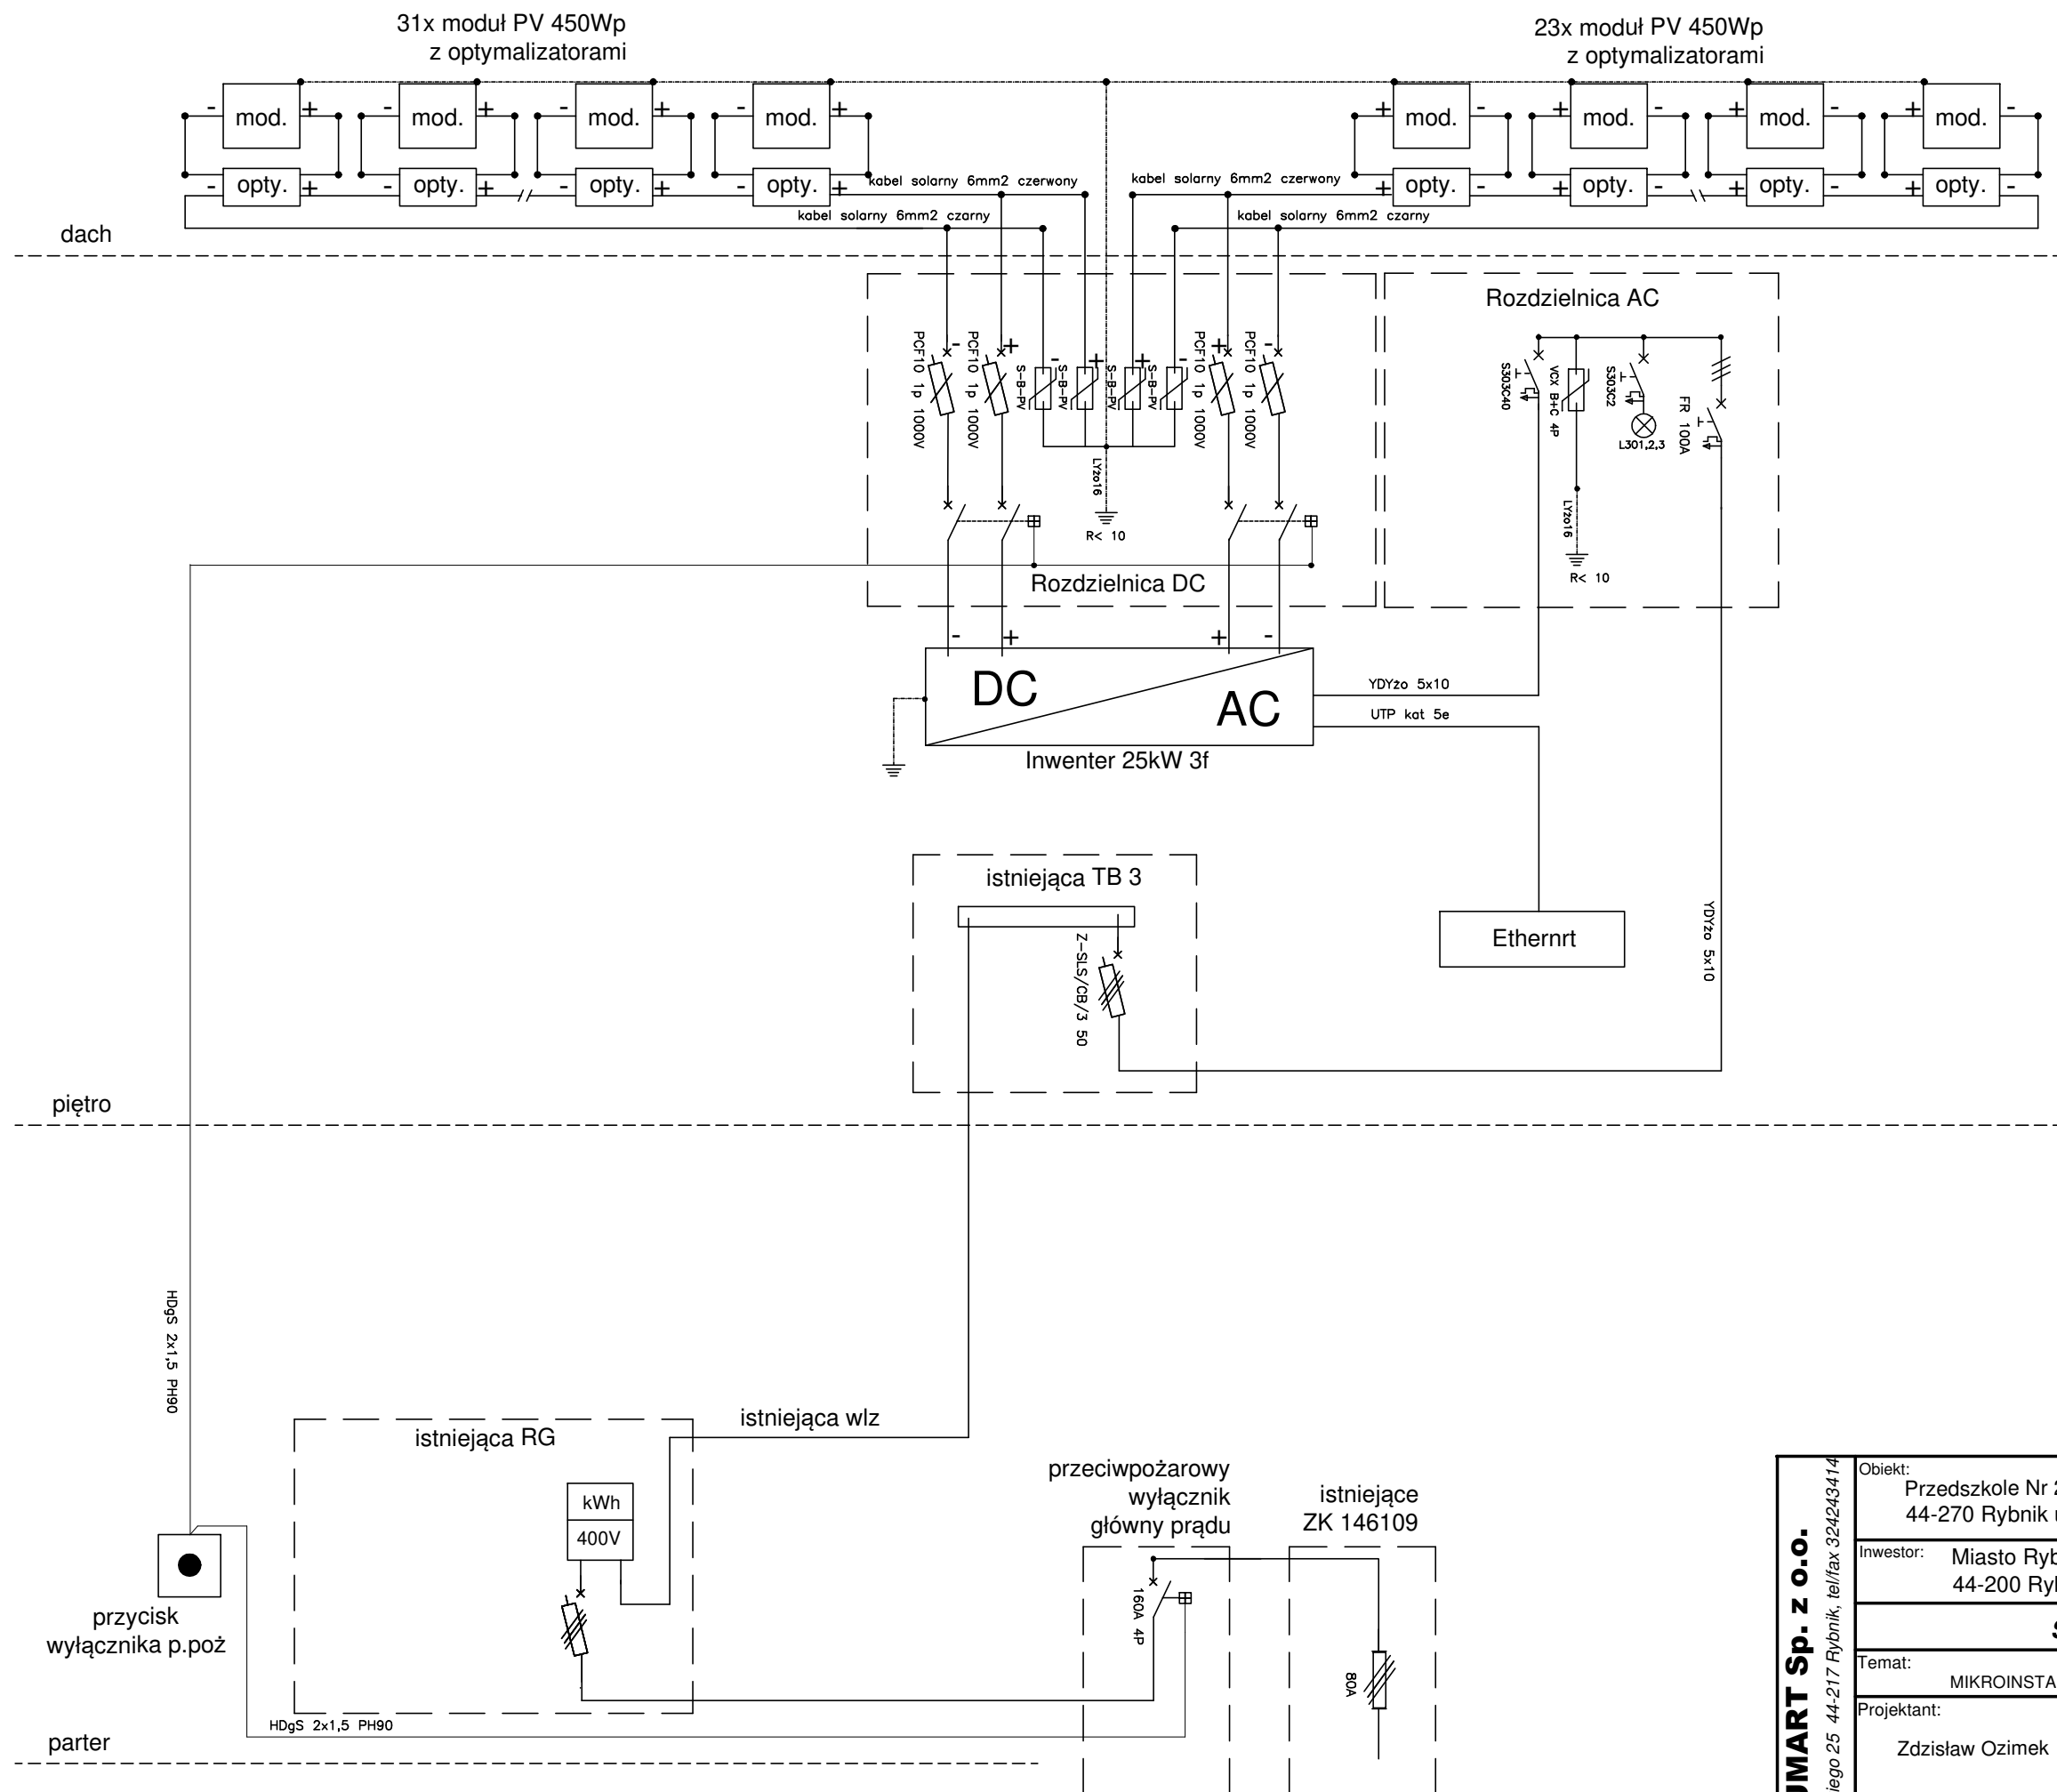 31x moduł PV 450Wp
z optymalizatorami
23x moduł PV 450Wp
z optymalizatorami
- mod. +
- mod. +
- mod. +
- mod. +
+ mod. -
+ mod. -
+ mod. -
+ mod. -
- opty. +
- opty. +
- opty. +
- opty. +
+ opty. -
+ opty. -
+ opty. -
+ opty. -
kabel solarny 6mm2 czerwony
kabel solarny 6mm2 czerwony
kabel solarny 6mm2 czarny
kabel solarny 6mm2 czarny
dach
Rozdzielnica AC
- + - + + - + -
PCF10 1p 1000V
PCF10 1p 1000V
S-B-PV
S-B-PV
S-B-PV
S-B-PV
PCF10 1p 1000V
PCF10 1p 1000V
S303C40
VCX B+C 4P
S303C2
L301,2,3
FR 100A
LYżo16
R< 10
LYżo16
R< 10
Rozdzielnica DC
- + + -
DC
AC
YDYżo 5x10
UTP kat 5e
Inwenter 25kW 3f
istniejąca TB 3
Z-SLS/CB/3 50
Ethernrt
YDYżo 5x10
piętro
HDgS 2x1,5 PH90
istniejąca wlz
istniejąca RG
kWh
400V
przeciwpożarowy
wyłącznik
główny prądu
istniejące
ZK 146109
160A 4P
80A
przycisk
wyłącznika p.poż
HDgS 2x1,5 PH90
parter
UMART Sp. z o.o.
iego 25 44-217 Rybnik, tel/fax 324243414
Obiekt:
Przedszkole Nr 2
44-270 Rybnik u
Inwestor:
Miasto Ryb
44-200 Ryb
S
Temat:
MIKROINSTA
Projektant:
Zdzisław Ozimek